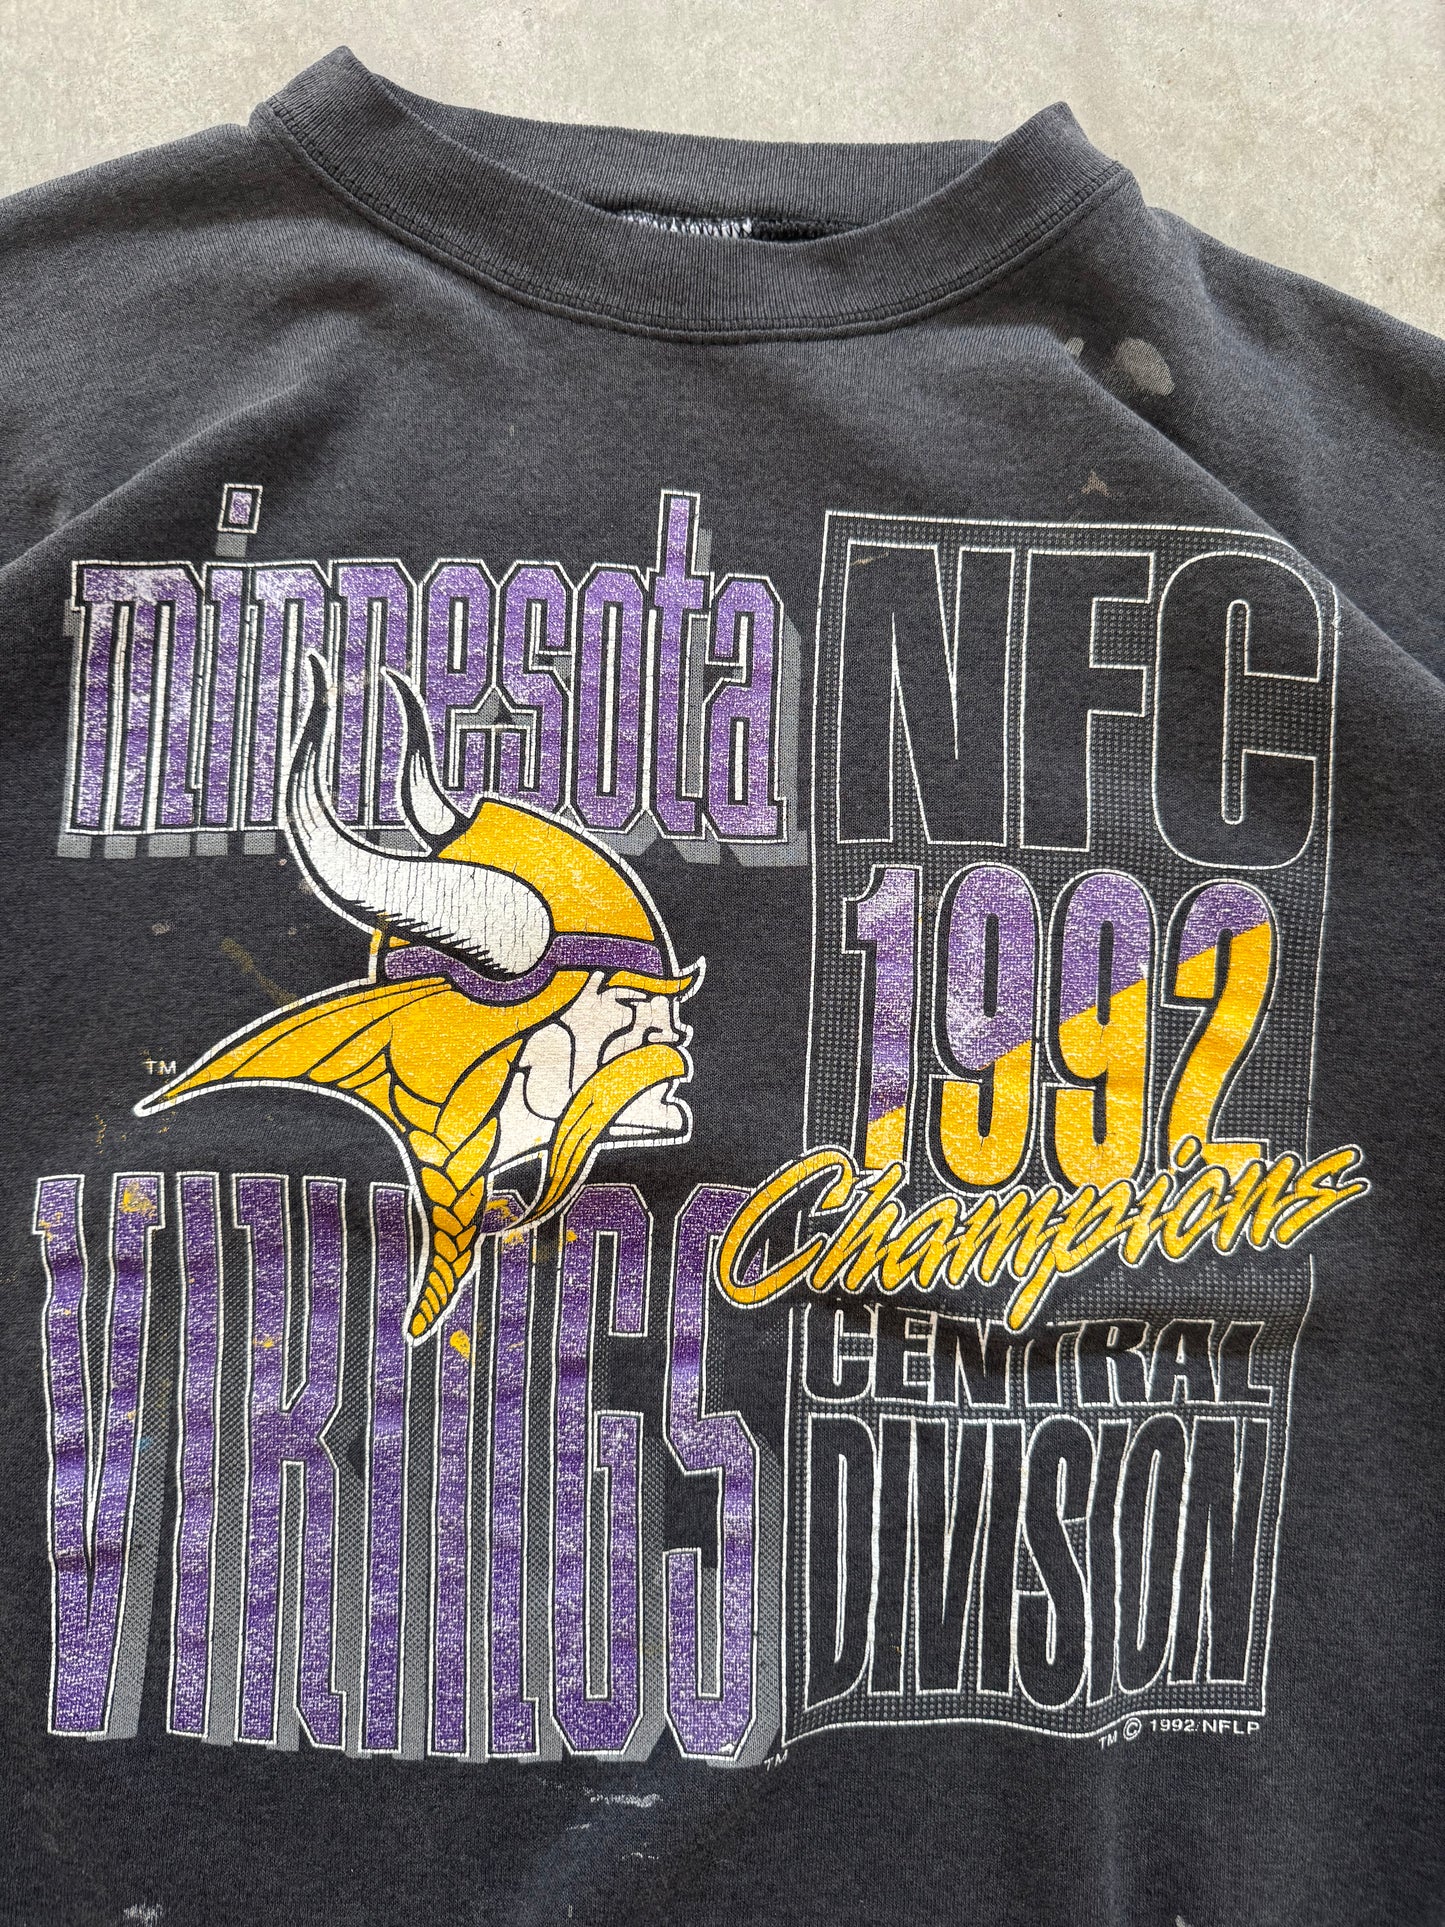 minnesota
TM
VIKINGS
TM
NFC
1992
Champions
CENTRAL
DIVISION
TM © 1992 NFLP